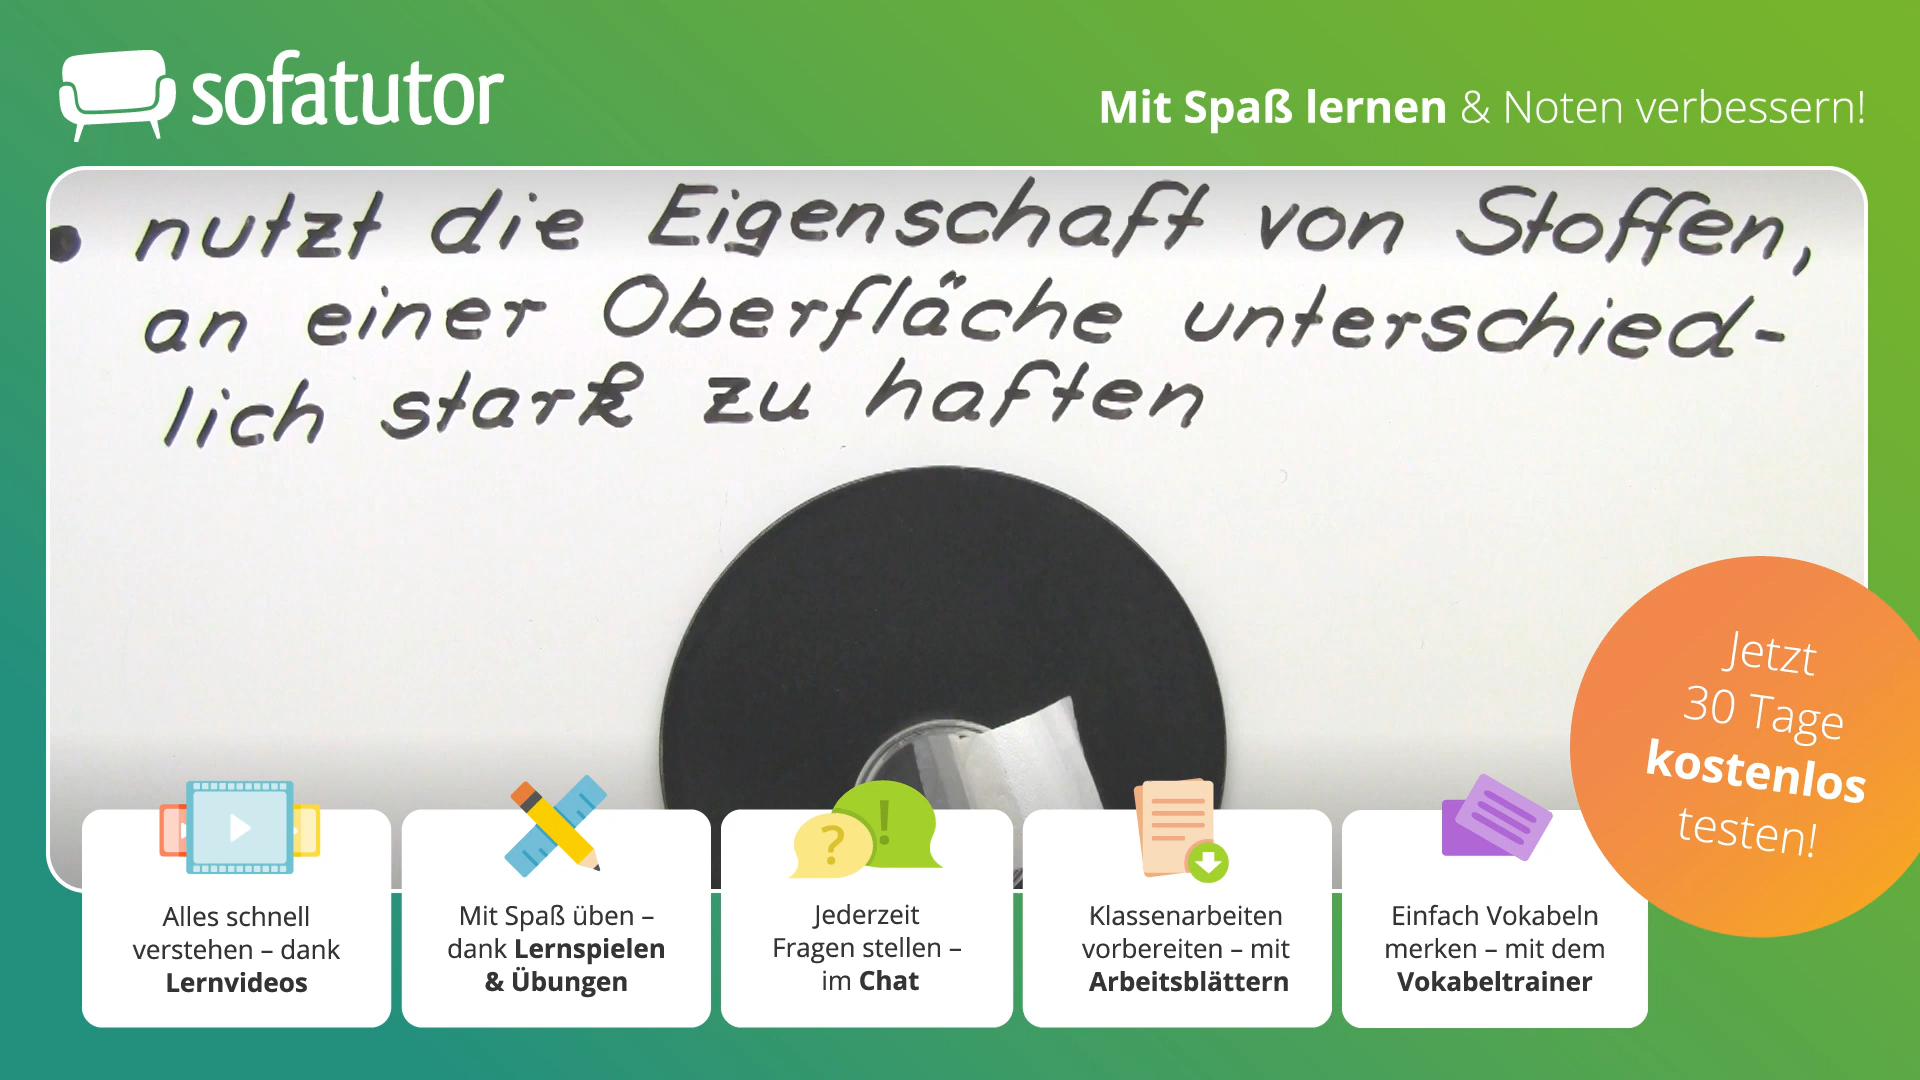 sofatutor
Mit Spaß lernen & Noten verbessern!
• nutzt die Eigenschaft von Stoffen,
an einer Oberfläche unterschied-
lich stark zu haften
Jetzt
30 Tage
kostenlos
testen!
Alles schnell
verstehen – dank
Lernvideos
Mit Spaß üben –
dank Lernspielen
& Übungen
? !
Jederzeit
Fragen stellen –
im Chat
Klassenarbeiten
vorbereiten – mit
Arbeitsblättern
Einfach Vokabeln
merken – mit dem
Vokabeltrainer